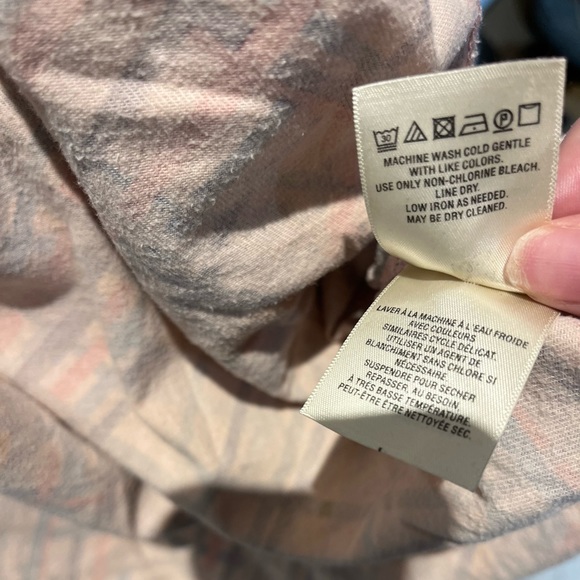 30
P
MACHINE WASH COLD GENTLE
WITH LIKE COLORS.
USE ONLY NON-CHLORINE BLEACH.
LINE DRY.
LOW IRON AS NEEDED.
MAY BE DRY CLEANED.
LAVER À LA MACHINE À L'EAU FROIDE
AVEC COULEURS
SIMILAIRES CYCLE DÉLICAT.
UTILISER UN AGENT DE
BLANCHIMENT SANS CHLORE SI
NÉCESSAIRE
SUSPENDRE POUR SÉCHER
REPASSER, AU BESOIN
À TRÈS BASSE TEMPÉRATURE
PEUT-ÊTRE ÊTRE NETTOYÉE SEC.